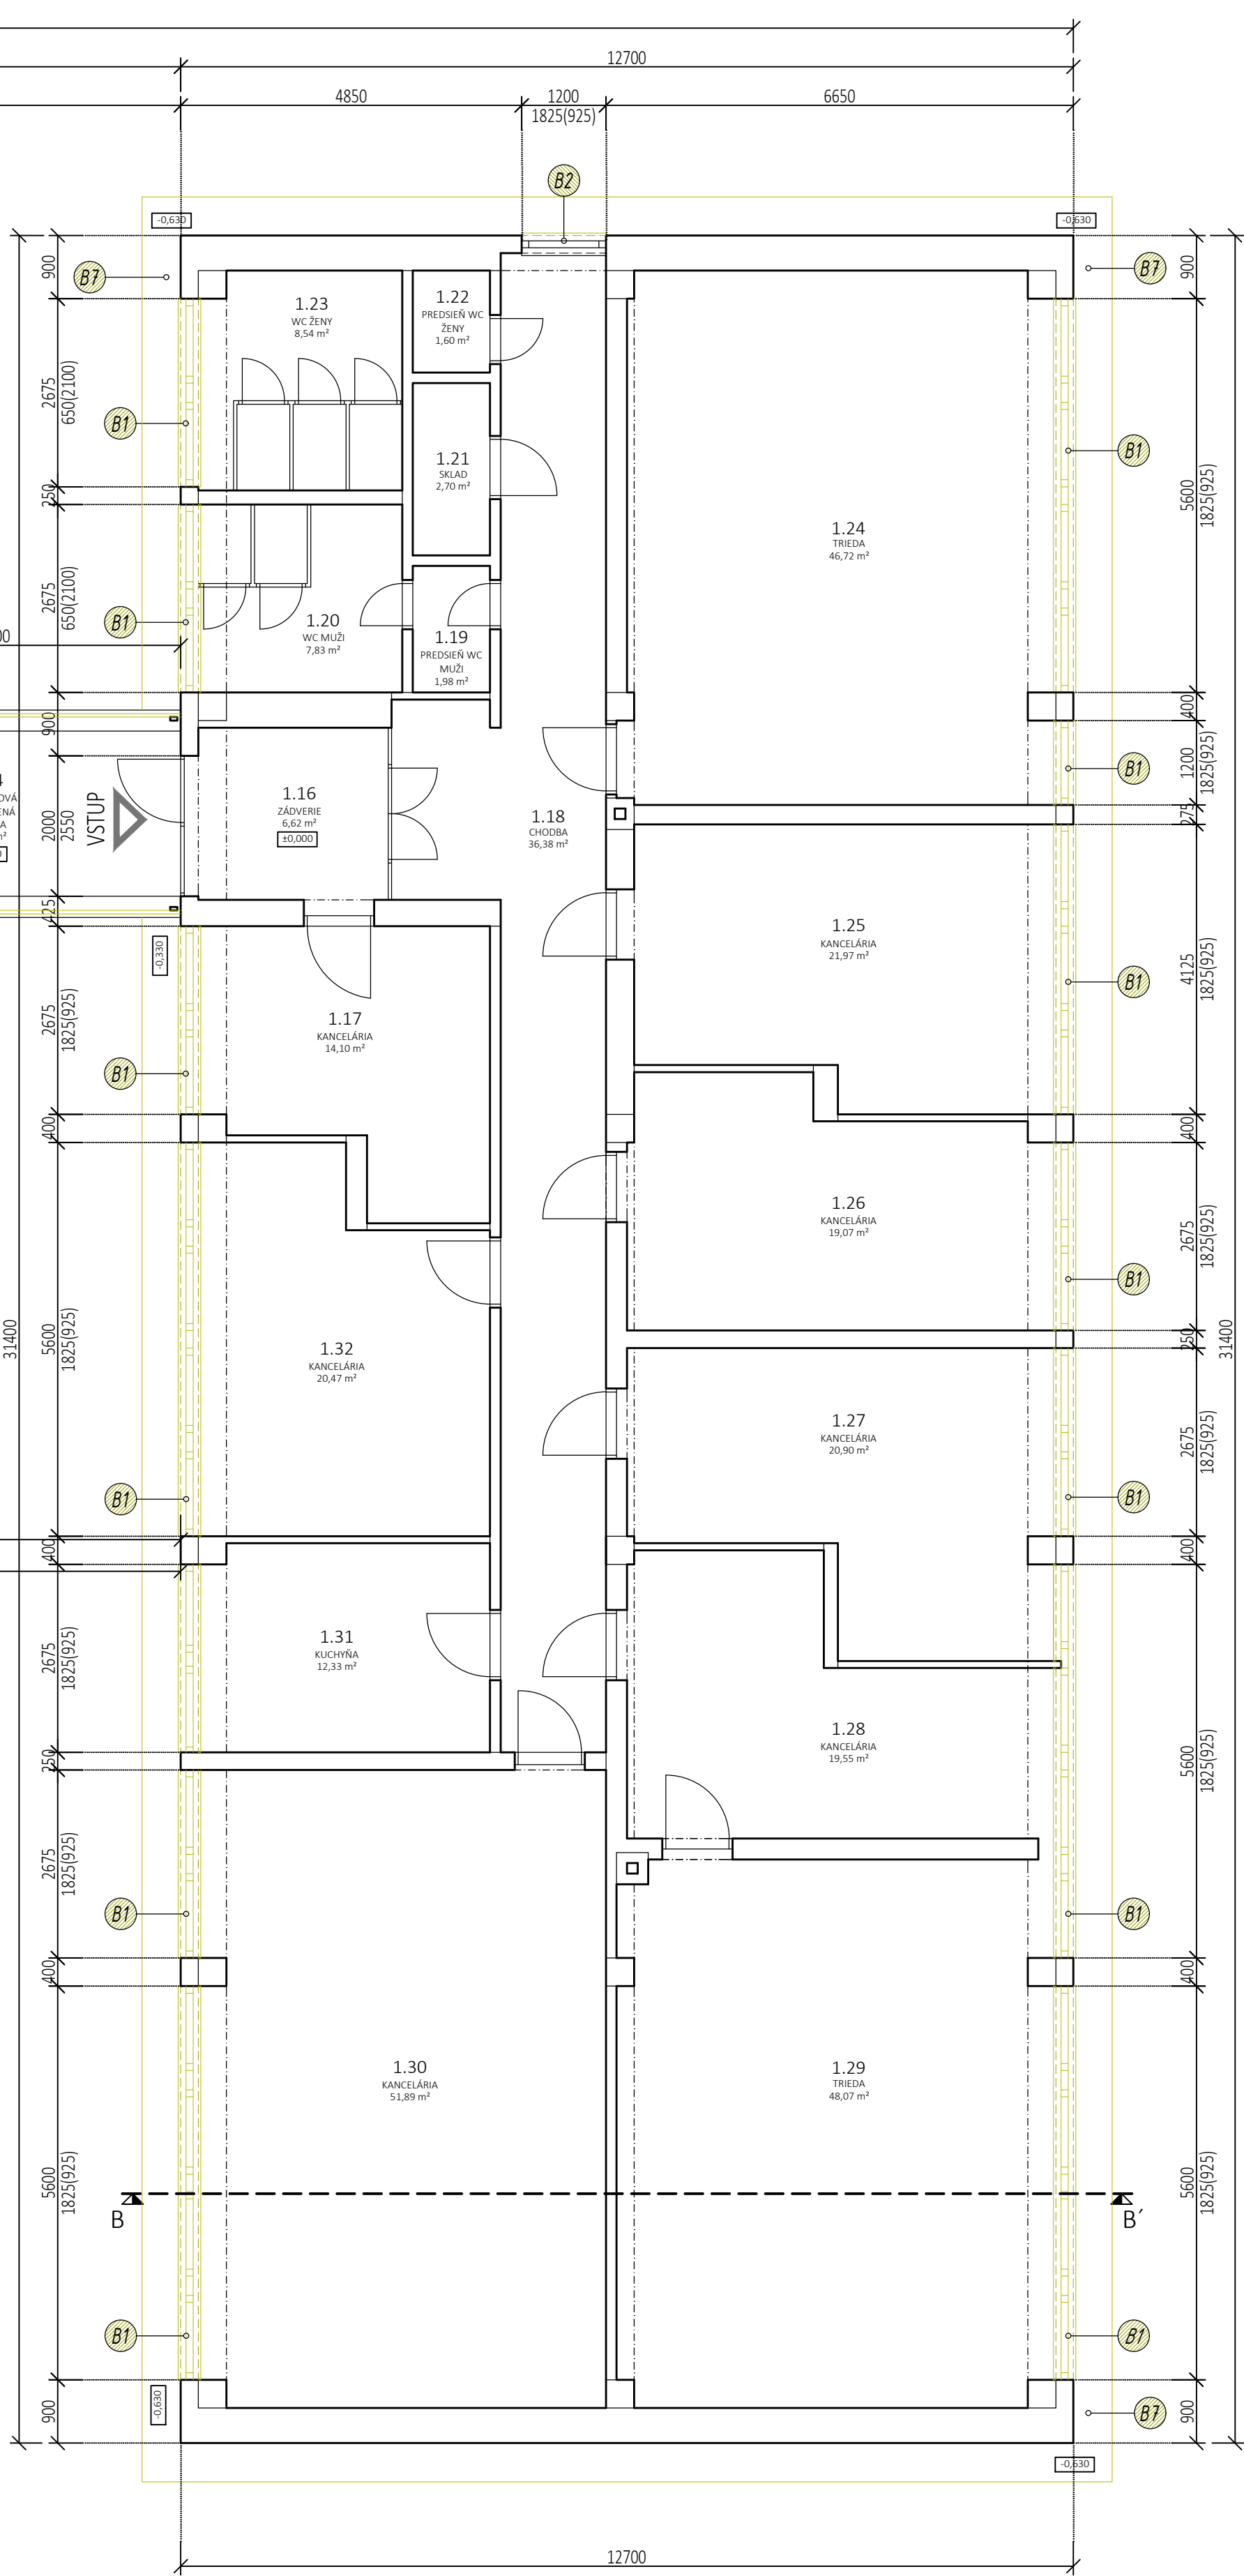 12700
4850
1200
1825(925)
6650
B2
-0,630
-0,630
B7
B7
900
2675
650(2100)
250
2675
650(2100)
900
2000
2550
425
2675
1825(925)
400
5600
1825(925)
400
2675
1825(925)
250
2675
1825(925)
400
5600
1825(925)
900
31400
B1
B1
B1
B1
B1
B1
VSTUP
-0,330
-0,630
1.23
WC ŽENY
8,54 m²
1.22
PREDSIEŇ WC
ŽENY
1,60 m²
1.21
SKLAD
2,70 m²
1.20
WC MUŽI
7,83 m²
1.19
PREDSIEŇ WC
MUŽI
1,98 m²
1.24
TRIEDA
46,72 m²
1.16
ZÁDVERIE
6,62 m²
±0,000
1.18
CHODBA
36,38 m²
1.25
KANCELÁRIA
21,97 m²
1.17
KANCELÁRIA
14,10 m²
1.26
KANCELÁRIA
19,07 m²
1.32
KANCELÁRIA
20,47 m²
1.27
KANCELÁRIA
20,90 m²
1.31
KUCHYŇA
12,33 m²
1.28
KANCELÁRIA
19,55 m²
1.30
KANCELÁRIA
51,89 m²
1.29
TRIEDA
48,07 m²
B
B´
B1
B1
B1
B1
B1
B1
B1
B7
900
5600
1825(925)
400
1200
1825(925)
275
4125
1825(925)
400
2675
1825(925)
250
2675
1825(925)
400
5600
1825(925)
400
5600
1825(925)
900
31400
-0,630
12700